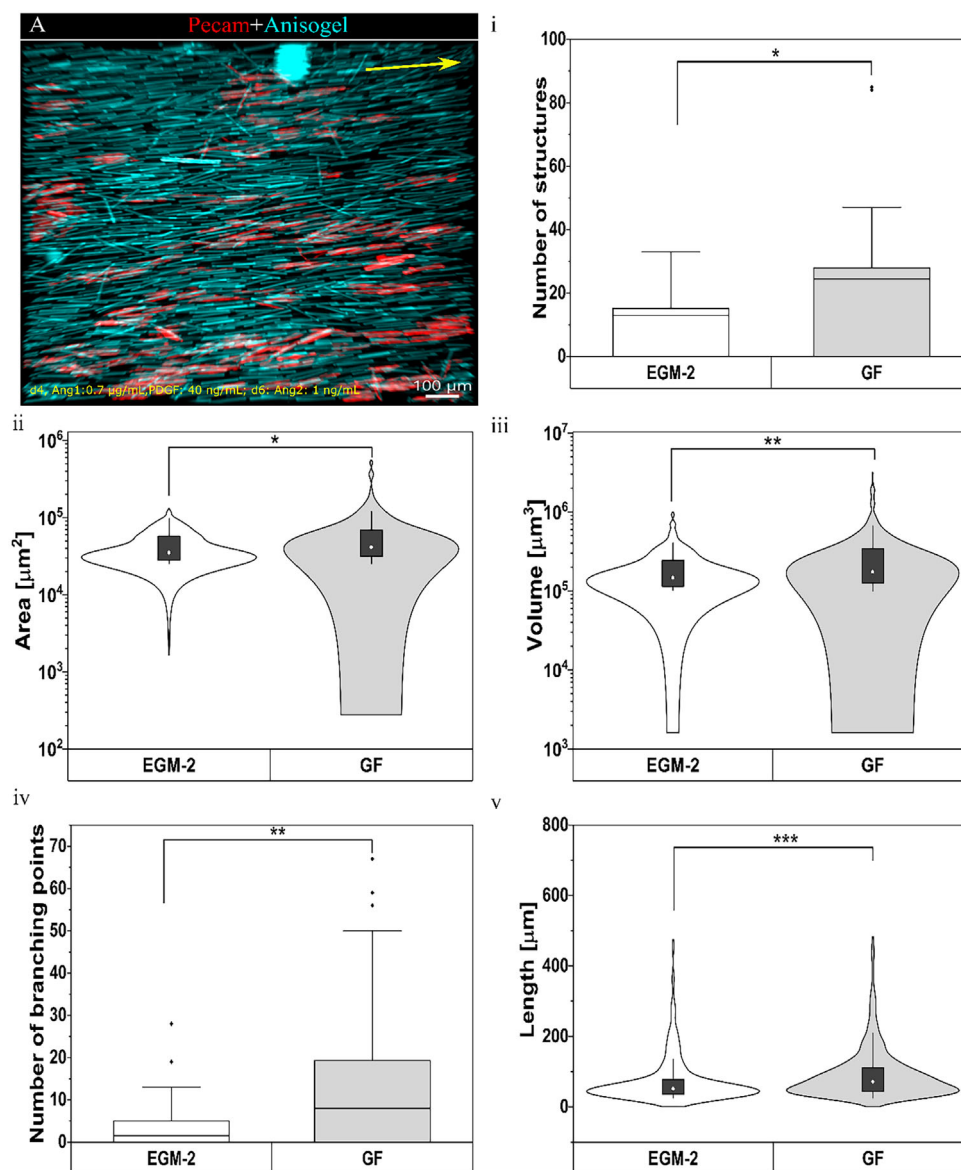 A
Pecam+Anisogel
d4, Ang1:0.7 µg/mL,PDGF: 40 ng/mL; d6: Ang2: 1 ng/mL
100 µm
i
Number of structures
100
80
60
40
20
0
*
EGM-2 GF
ii
Area [µm²]
10⁶
10⁵
10⁴
10³
10²
*
EGM-2 GF
iii
Volume [µm³]
10⁷
10⁶
10⁵
10⁴
10³
**
EGM-2 GF
iv
Number of branching points
70
60
50
40
30
20
10
0
**
EGM-2 GF
v
Length [µm]
800
600
400
200
0
***
EGM-2 GF